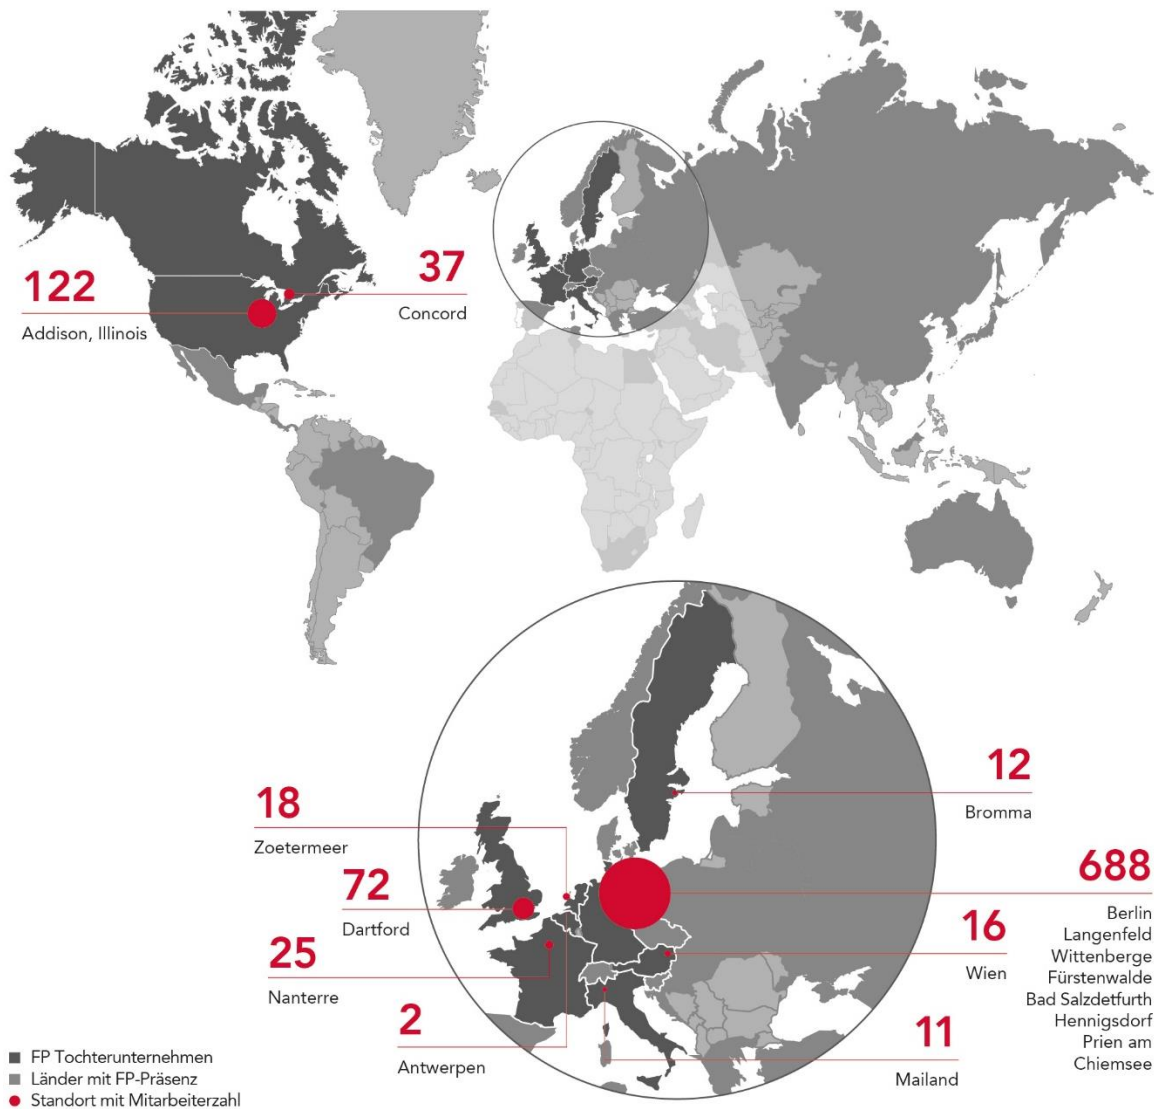 122
Addison, Illinois
37
Concord
18
Zoetermeer
72
Dartford
25
Nanterre
2
Antwerpen
12
Bromma
688
Berlin
Langenfeld
Wittenberge
Fürstenwalde
Bad Salzdetfurth
Hennigsdorf
Prien am
Chiemsee
16
Wien
11
Mailand
FP Tochterunternehmen
Länder mit FP-Präsenz
Standort mit Mitarbeiterzahl